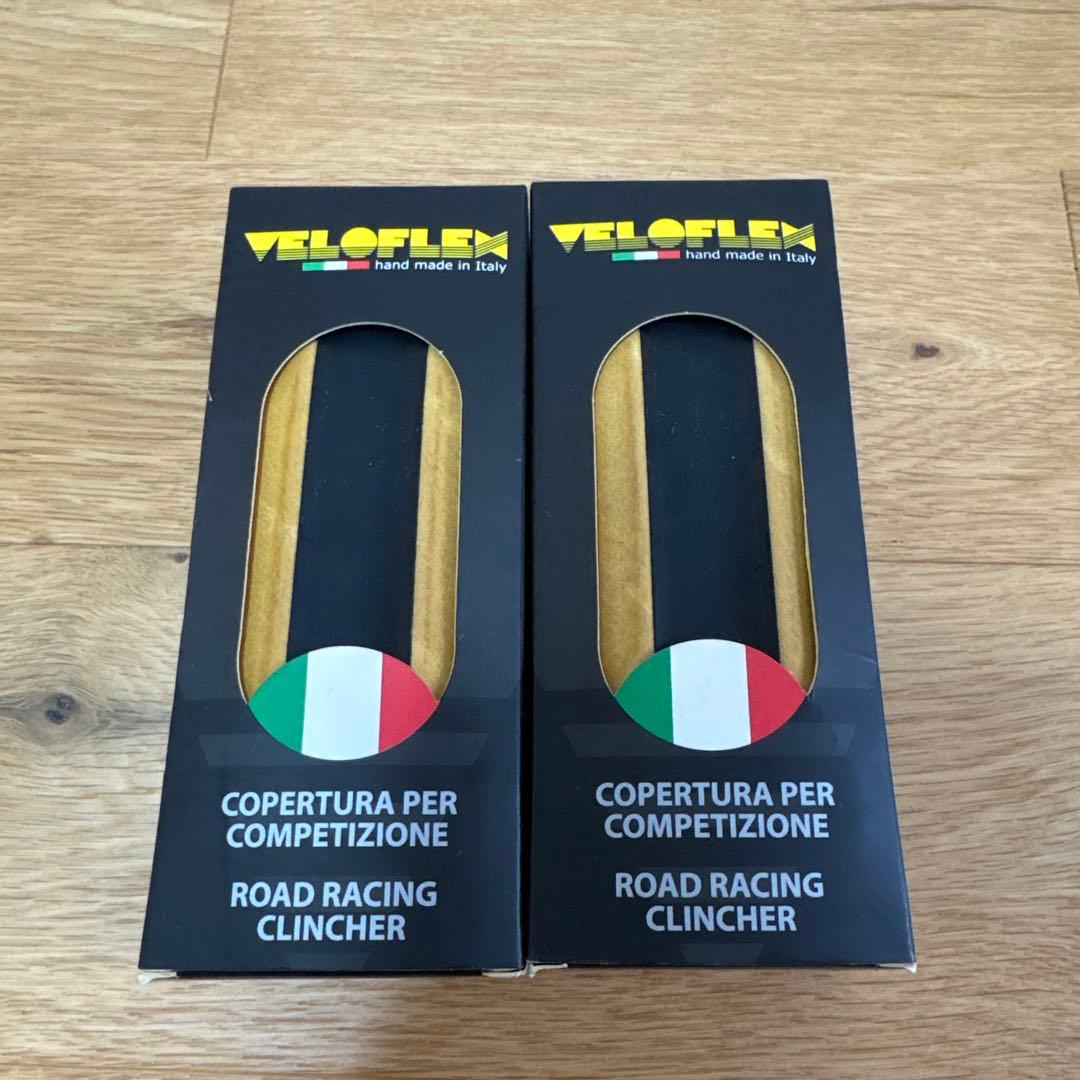 VELOFLEX
hand made in Italy
COPERTURA PER
COMPETIZIONE
ROAD RACING
CLINCHER
VELOFLEX
hand made in Italy
COPERTURA PER
COMPETIZIONE
ROAD RACING
CLINCHER